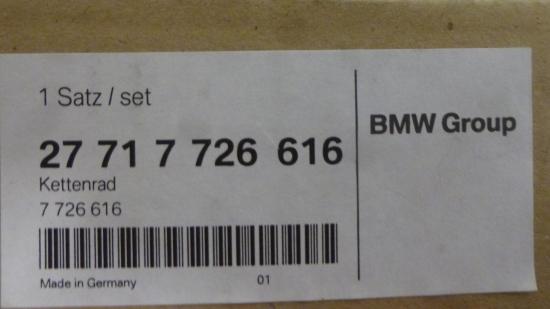 1 Satz / set
27 71 7 726 616
Kettenrad
7 726 616
Made in Germany 01
BMW Group